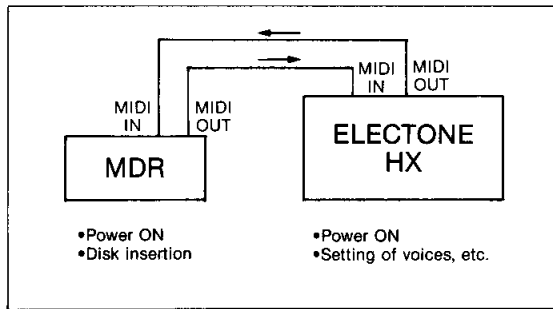 MIDI
IN
MIDI
OUT
MIDI
IN
MIDI
OUT
MDR
ELECTONE
HX
•Power ON
•Disk insertion
•Power ON
•Setting of voices, etc.